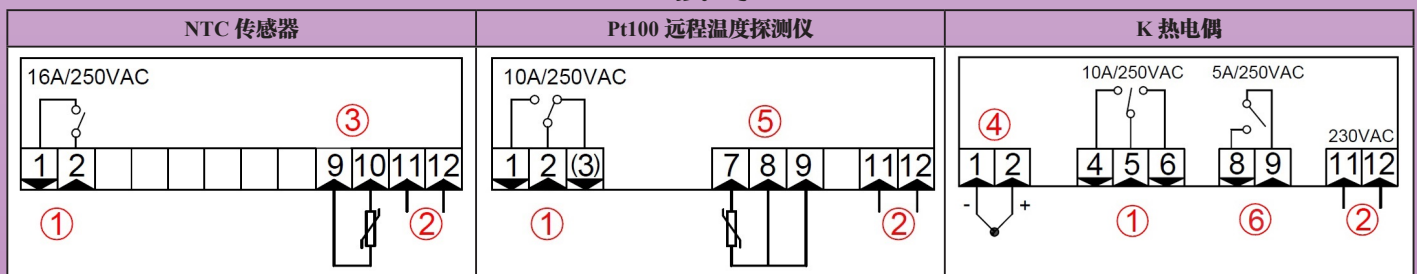 NTC 传感器
16A/250VAC
③
1 2 9 10 11 12
① ②
Pt100 远程温度探测仪
10A/250VAC
⑤
1 2 (3) 7 8 9 11 12
① ②
K 热电偶
10A/250VAC 5A/250VAC
④
230VAC
1 2 4 5 6 8 9 11 12
- +
① ⑥ ②